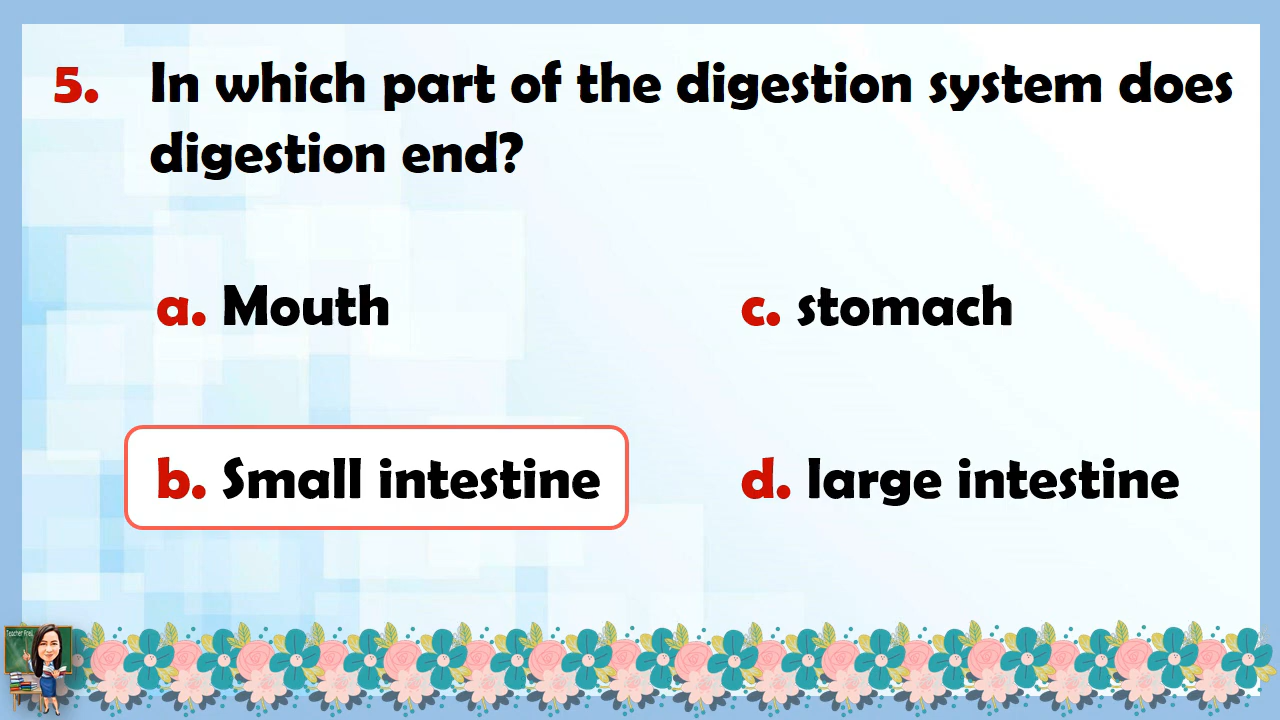 5. In which part of the digestion system does
digestion end?
a. Mouth
c. stomach
b. Small intestine
d. large intestine